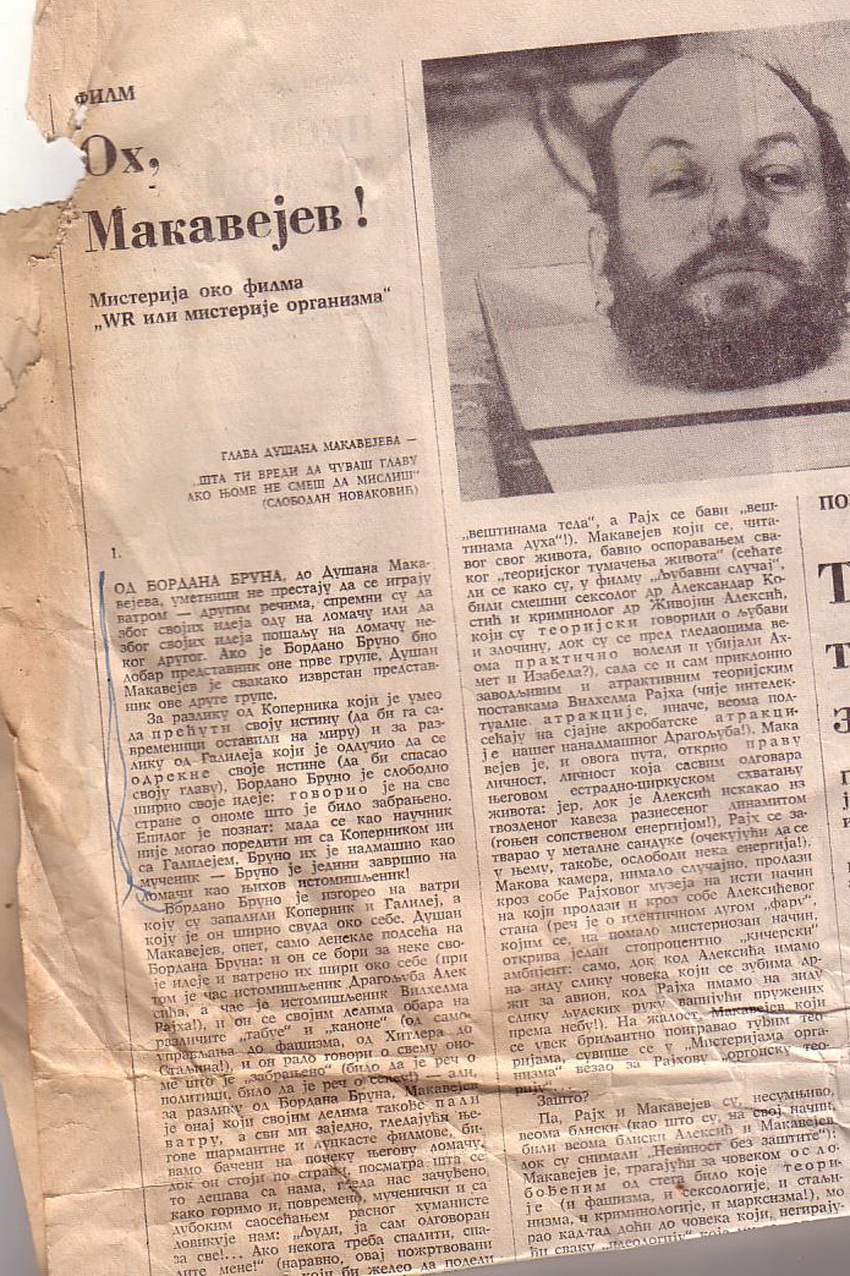 ФИЛМ
Ох,
Макавејев!
Мистерија око филма
„WR или мистерије организма“
ГЛАВА ДУШАНА МАКАВЕЈЕВА —
„ШТА ТИ ВРЕДИ ДА ЧУВАШ ГЛАВУ
АКО ЊОМЕ НЕ СМЕШ ДА МИСЛИШ“
(СЛОБОДАН НОВАКОВИЋ)
1.
ОД БОРДАНА БРУНА, до Душана Мака-
вејева, уметници не престају да се играју
ватром — другим речима, спремни су да
због својих идеја оду на ломачу или да
због својих идеја пошаљу на ломачу не-
ког другог. Ако је Бордано Бруно био
добар представник оне прве групе, Душан
Макавејев је свакако изврстан представ-
ник ове друге групе.
За разлику од Коперника који је умео
да прећути своју истину (да би га са-
временици оставили на миру) и за раз-
лику од Галилеја који је одлучио да се
одрекне своје истине (да би спасао
своју главу), Бордано Бруно је слободно
ширио своје идеје: говорио је на све
стране о ономе што је било забрањено.
Епилог је познат: мада се као научник
није могао поредити ни са Коперником ни
са Галилејем, Бруно их је надмашио као
мученик — Бруно је једини завршио на
ломачи као њихов истомишљеник!
Бордано Бруно је изгорео на ватри
коју су запалили Коперник и Галилеј, а
коју је он ширио свуда око себе. Душан
Макавејев, опет, само донекле подсећа на
Бордана Бруна: и он се бори за неке сво-
је идеје и ватрено их шири око себе (при
том је час истомишљеник Драгољуба Алек
сића, а час је истомишљеник Вилхелма
Рајха!), и он се својим делима обара на
различите „табуе“ и „каноне“ (од само-
управљања до фашизма, од Хитлера до
Стаљина!), и он радо говори о свему оно-
ме што је „забрањено“ (било да је реч о
политици, било да је реч о сексу!) — али,
за разлику од Бордана Бруна, Макавејев
је онај који својим делима такође пали
ватру, а сви ми заједно, гледајући ње-
гове шармантне и луцкасте филмове, би-
вамо бачени на понеку његову ломачу,
док он стоји по страни, посматра шта се
то дешава са нама, гледа нас зачуђено
како горимо и, повремено, мученички и са
дубоким саосећањем расног хуманисте
довикује нам: „Људи, ја сам одговоран
за све!... Ако некога треба спалити, спа-
лите мене!“ (наравно, овај пожртвовани
који би желео да подели
„вештинама тела“, а Рајх се бави „веш-
тинама духа“!). Макавејев који се, чита-
вог свог живота, бавио оспоравањем сва-
ког „теоријског тумачења живота“ (сећате
ли се како су, у филму „Љубавни случај“,
били смешни сексолог др Александар Ко-
стић и криминолог др Живојин Алексић,
који су теоријски говорили о љубави
и злочину, док су се пред гледаоцима ве-
ома практично волели и убијали Ах-
мет и Изабела?), сада се и сам приклонио
заводљивим и атрактивним теоријским
поставкама Вилхелма Рајха (чије интелек-
туалне атракције, иначе, веома под-
сећају на сјајне акробатске атракци-
је нашег ненадмашног Драгољуба!). Мака
вејев је, и овога пута, открио праву
личност, личност која сасвим одговара
његовом естрадно-циркуском схватању
живота: јер, док је Алексић искакао из
гвозденог кавеза разнесеног динамитом
(гоњен сопственом енергијом!), Рајх се за-
тварао у металне сандуке (очекујући да се
у њему, такође, ослободи нека енергија!).
Макова камера, нимало случајно, пролази
кроз собе Рајховог музеја на исти начин
на који пролази и кроз собе Алексићевог
стана (реч је о идентичном дугом „фару“,
којим се, на помало мистериозан начин,
открива један стопроцентно „кичерски“
амбијент: само, док код Алексића имамо
на зиду слику човека који се зубима др-
жи за авион, код Рајха имамо на зиду
слику људских руку вапијући пружених
према небу!). На жалост, Макавејев који
се увек бриљантно поигравао туђим тео-
ријама, сувише се у „Мистеријама орга-
низма“ везао за Рајхову „оргонску тео-
рију“...
Зашто?
Па, Рајх и Макавејев су, несумњиво,
веома блиски (као што су, на свој начин,
били веома блиски Алексић и Макавејев
док су снимали „Невиност без заштите“):
Макавејев је, трагајући за човеком осло-
бођеним од стега било које теори-
је (и фашизма, и сексологије, и стаљи-
низма, и криминологије, и марксизма!), мо
рао кад-тад доћи до човека који, негирају-
ћи сваку „идеологију“